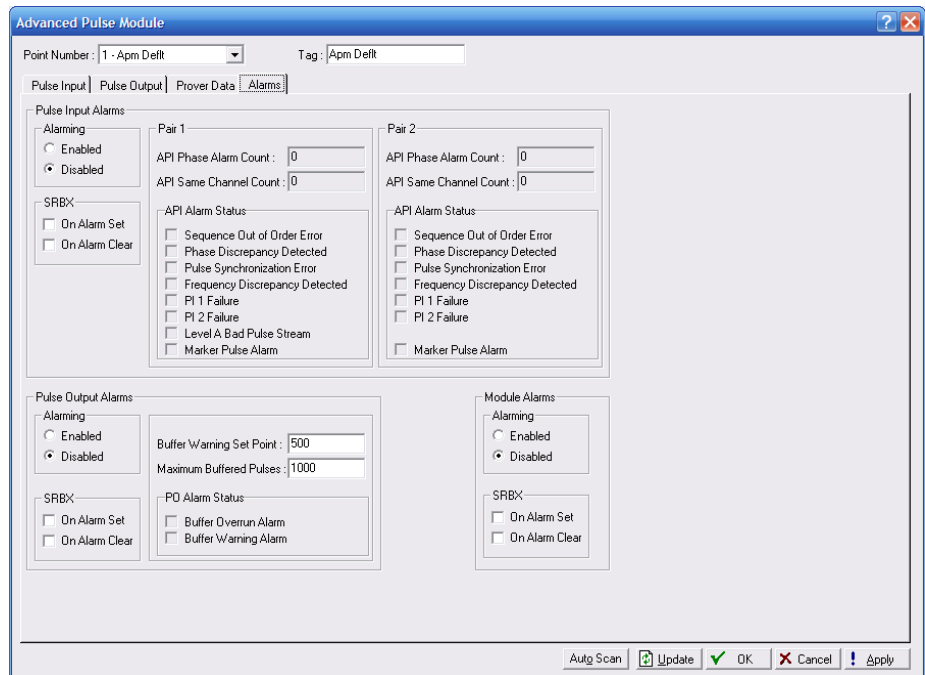 Advanced Pulse Module
Point Number : 1 - Apm Deflt
Tag : Apm Deflt
Pulse Input Pulse Output Prover Data Alarms
Pulse Input Alarms
Alarming
Enabled
Disabled
SRBX
On Alarm Set
On Alarm Clear
Pair 1
API Phase Alarm Count : 0
API Same Channel Count : 0
API Alarm Status
Sequence Out of Order Error
Phase Discrepancy Detected
Pulse Synchronization Error
Frequency Discrepancy Detected
PI 1 Failure
PI 2 Failure
Level A Bad Pulse Stream
Marker Pulse Alarm
Pair 2
API Phase Alarm Count : 0
API Same Channel Count : 0
API Alarm Status
Sequence Out of Order Error
Phase Discrepancy Detected
Pulse Synchronization Error
Frequency Discrepancy Detected
PI 1 Failure
PI 2 Failure
Marker Pulse Alarm
Pulse Output Alarms
Alarming
Enabled
Disabled
SRBX
On Alarm Set
On Alarm Clear
Buffer Warning Set Point : 500
Maximum Buffered Pulses : 1000
PO Alarm Status
Buffer Overrun Alarm
Buffer Warning Alarm
Module Alarms
Alarming
Enabled
Disabled
SRBX
On Alarm Set
On Alarm Clear
Auto Scan Update OK Cancel ! Apply